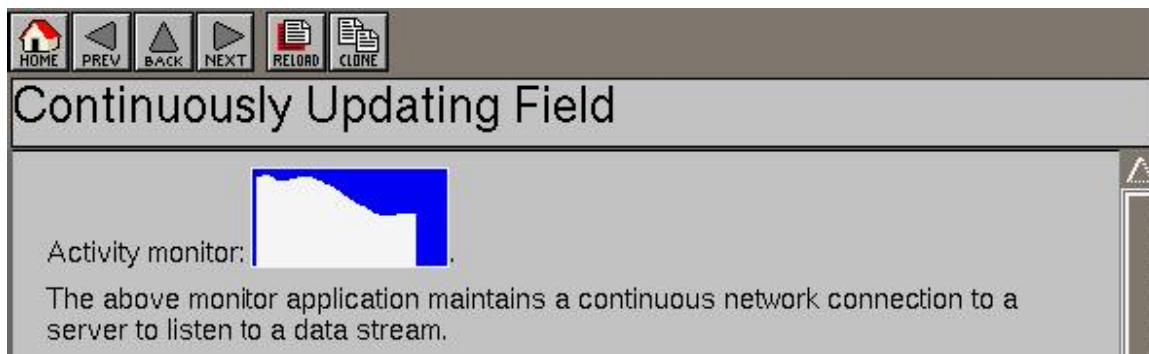 HOME PREV BACK NEXT RELOAD CLONE
Continuously Updating Field
Activity monitor: .
The above monitor application maintains a continuous network connection to a
server to listen to a data stream.